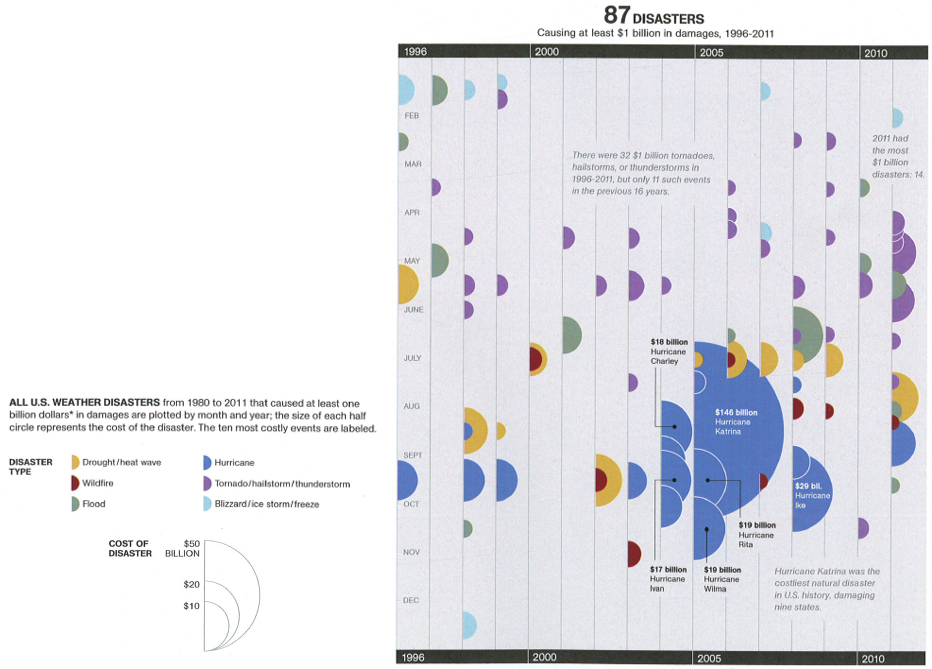 87 DISASTERS
Causing at least $1 billion in damages, 1996-2011
1996
2000
2005
2010
FEB
MAR
APR
MAY
JUNE
JULY
AUG
SEPT
OCT
NOV
DEC
There were 32 $1 billion tornadoes,
hailstorms, or thunderstorms in
1996-2011, but only 11 such events
in the previous 16 years.
2011 had
the most
$1 billion
disasters: 14.
$18 billion
Hurricane
Charley
$146 billion
Hurricane
Katrina
$29 bil.
Hurricane
Ike
$19 billion
Hurricane
Rita
$17 billion
Hurricane
Ivan
$19 billion
Hurricane
Wilma
Hurricane Katrina was the
costliest natural disaster
in U.S. history, damaging
nine states.
1996
2000
2005
2010
ALL U.S. WEATHER DISASTERS from 1980 to 2011 that caused at least one
billion dollars* in damages are plotted by month and year; the size of each half
circle represents the cost of the disaster. The ten most costly events are labeled.
DISASTER
TYPE
Drought/heat wave
Wildfire
Flood
Hurricane
Tornado/hailstorm/thunderstorm
Blizzard/ice storm/freeze
COST OF
DISASTER
$50
BILLION
$20
$10